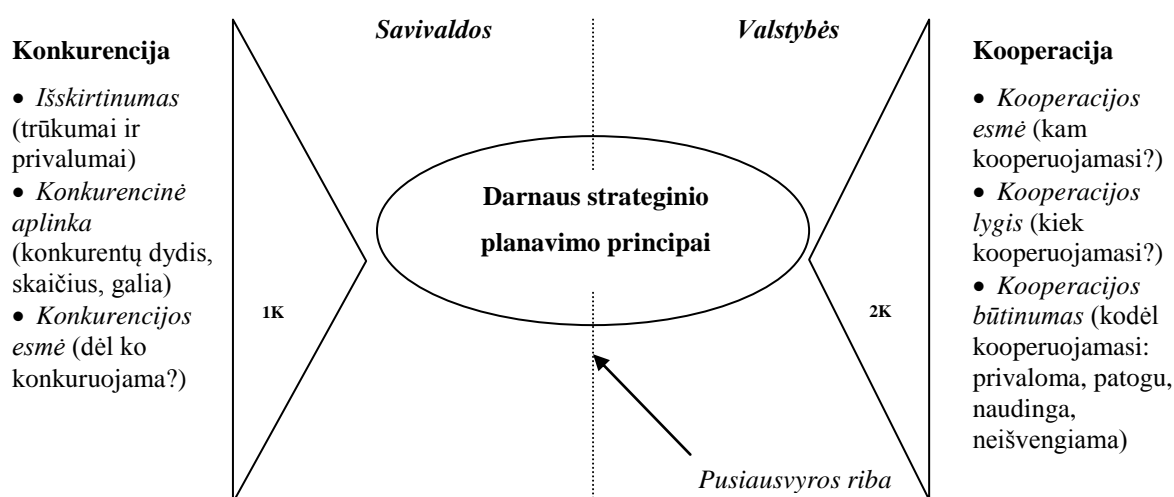 Savivaldos
Valstybės
Konkurencija
• Išskirtinumas
(trūkumai ir
privalumai)
• Konkurencinė
aplinka
(konkurentų dydis,
skaičius, galia)
• Konkurencijos
esmė (dėl ko
konkuruojama?)
1K
Darnaus strateginio
planavimo principai
2K
Kooperacija
• Kooperacijos
esmė (kam
kooperuojamasi?)
• Kooperacijos
lygis (kiek
kooperuojamasi?)
• Kooperacijos
būtinumas (kodėl
kooperuojamasi:
privaloma, patogu,
naudinga,
neišvengiama)
Pusiausvyros riba